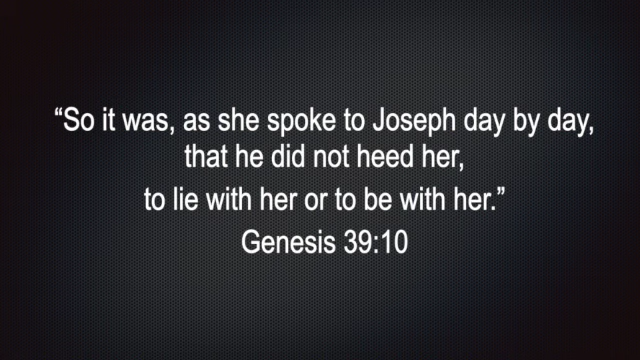 “So it was, as she spoke to Joseph day by day,
that he did not heed her,
to lie with her or to be with her.”
Genesis 39:10